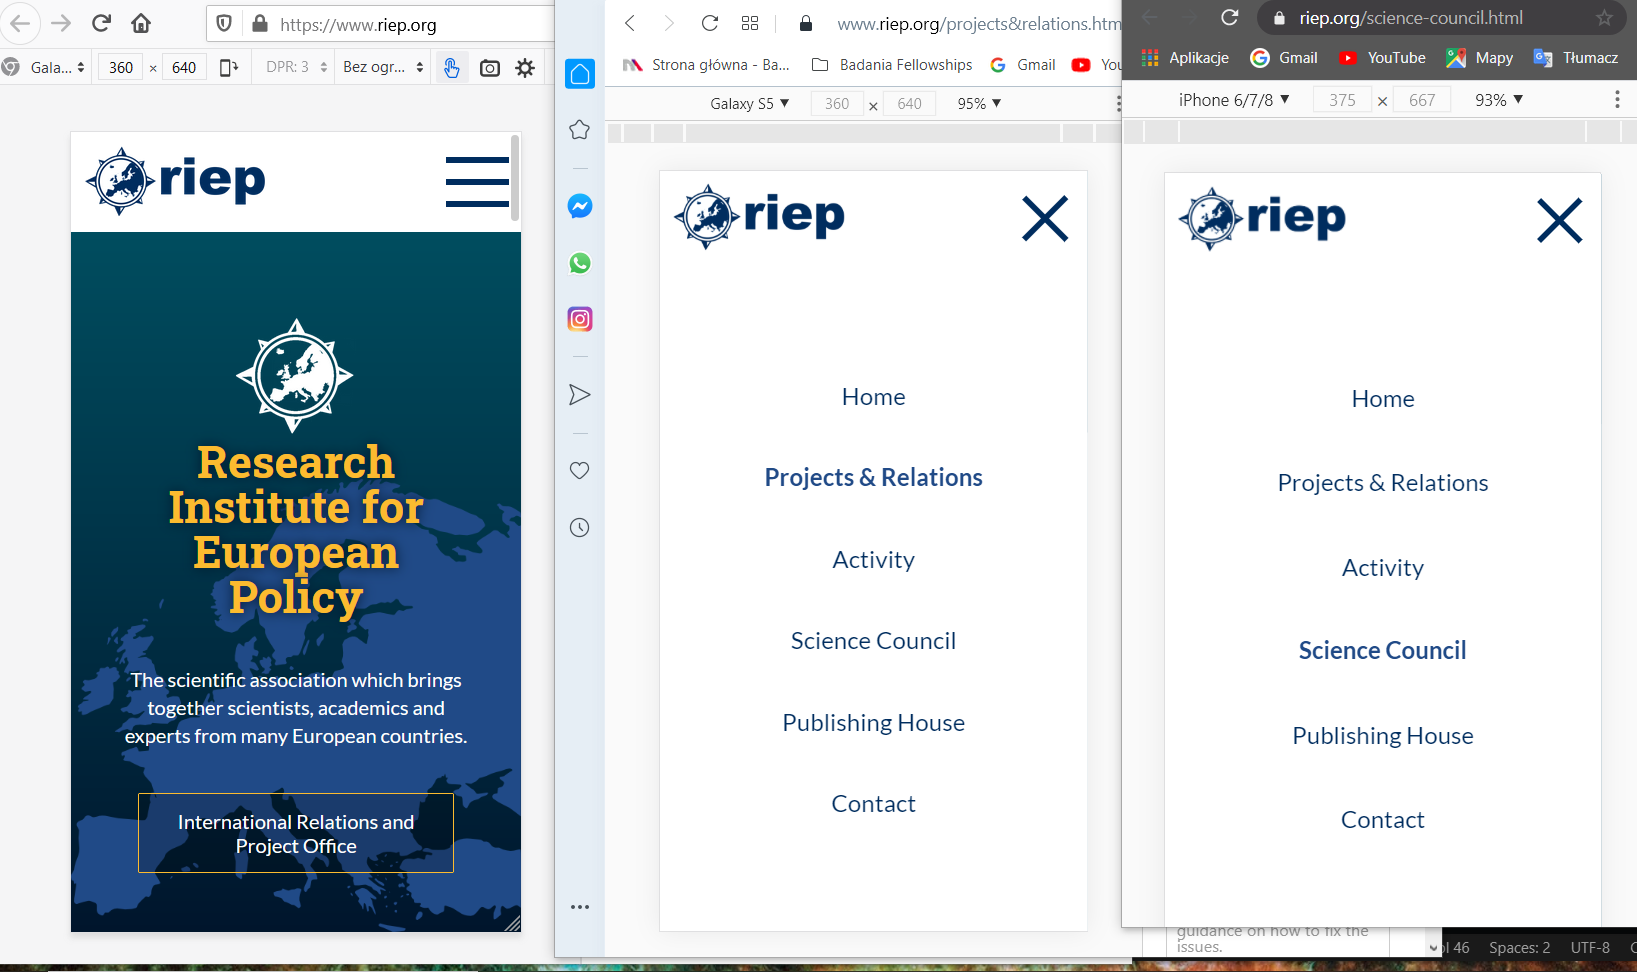 https://www.riep.org
Gala...
360
×
640
DPR: 3
Bez ogr...
riep
Research
Institute for
European
Policy
The scientific association which brings
together scientists, academics and
experts from many European countries.
International Relations and
Project Office
www.riep.org/projects&relations.htm
Strona główna - Ba...
Badania Fellowships
Gmail
You
Galaxy S5 ▼
360
×
640
95% ▼
riep
Home
Projects & Relations
Activity
Science Council
Publishing House
Contact
riep.org/science-council.html
Aplikacje
Gmail
YouTube
Mapy
Tłumacz
iPhone 6/7/8 ▼
375
×
667
93% ▼
riep
Home
Projects & Relations
Activity
Science Council
Publishing House
Contact
guidance on how to fix the
issues.
46
Spaces: 2
UTF-8